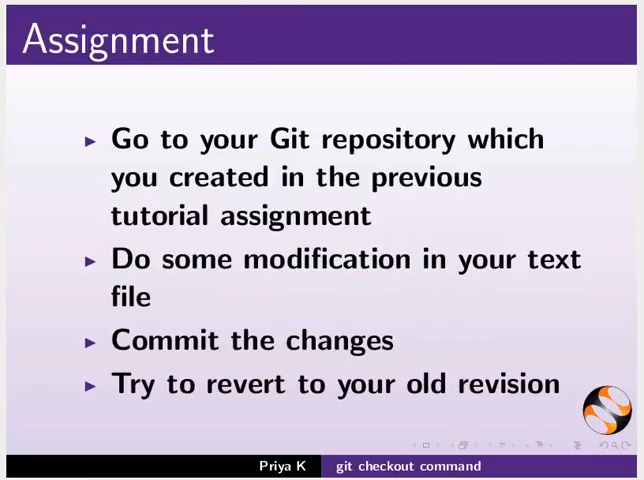 Assignment
Go to your Git repository which
you created in the previous
tutorial assignment
Do some modification in your text
file
Commit the changes
Try to revert to your old revision
Priya K git checkout command